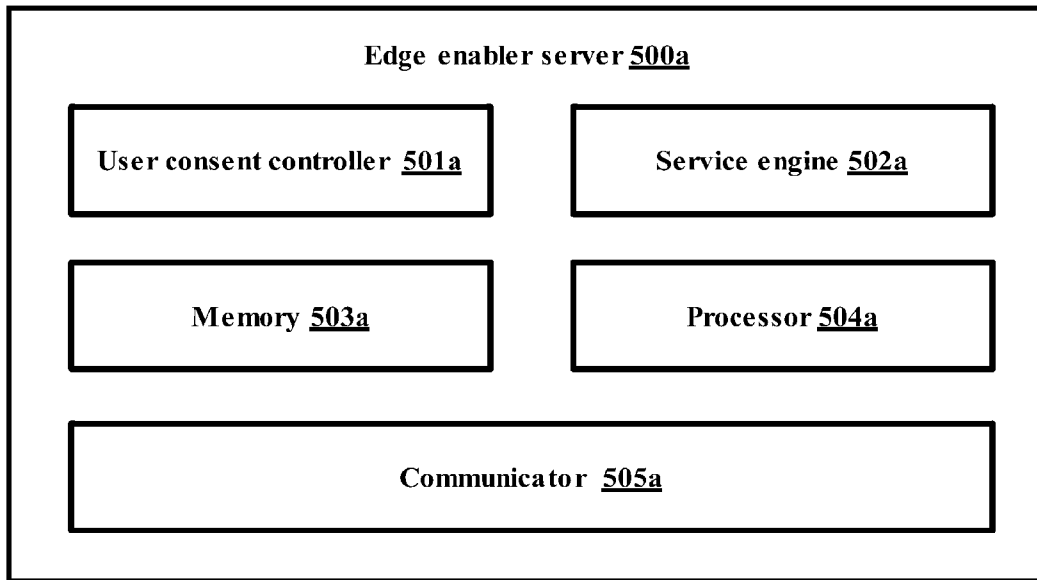 Edge enabler server 500a
User consent controller 501a
Service engine 502a
Memory 503a
Processor 504a
Communicator 505a